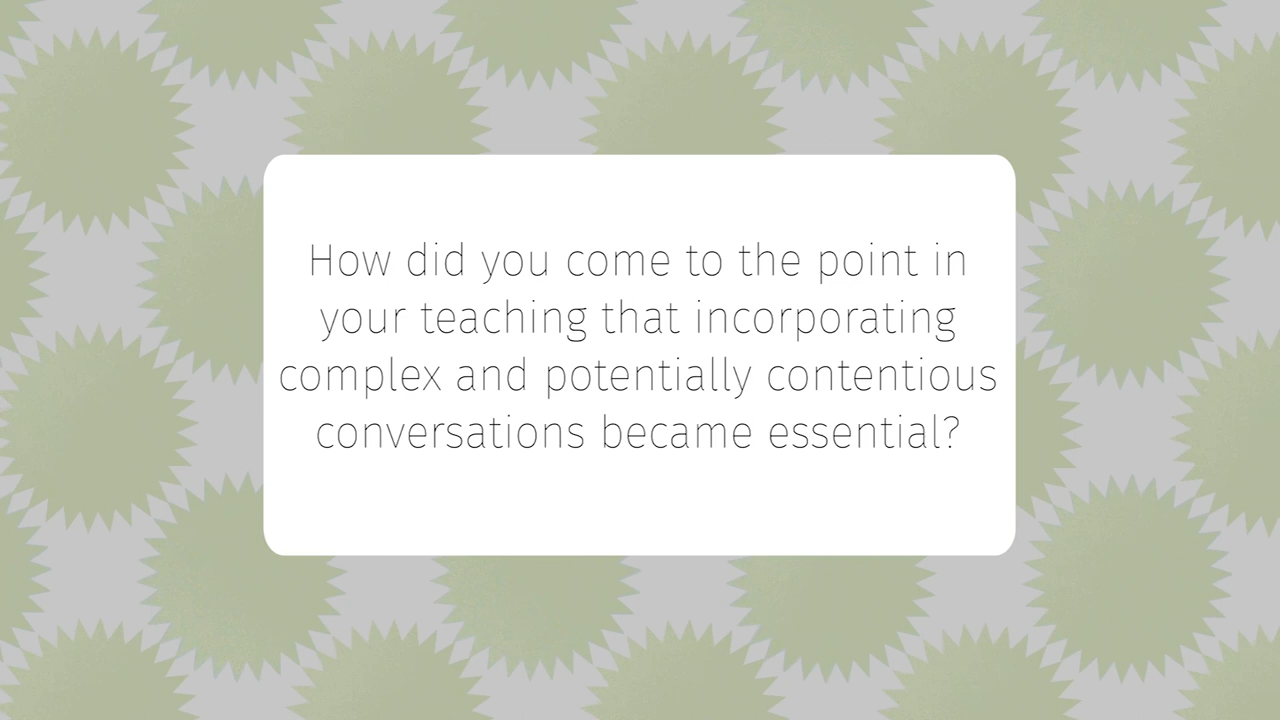 How did you come to the point in
your teaching that incorporating
complex and potentially contentious
conversations became essential?